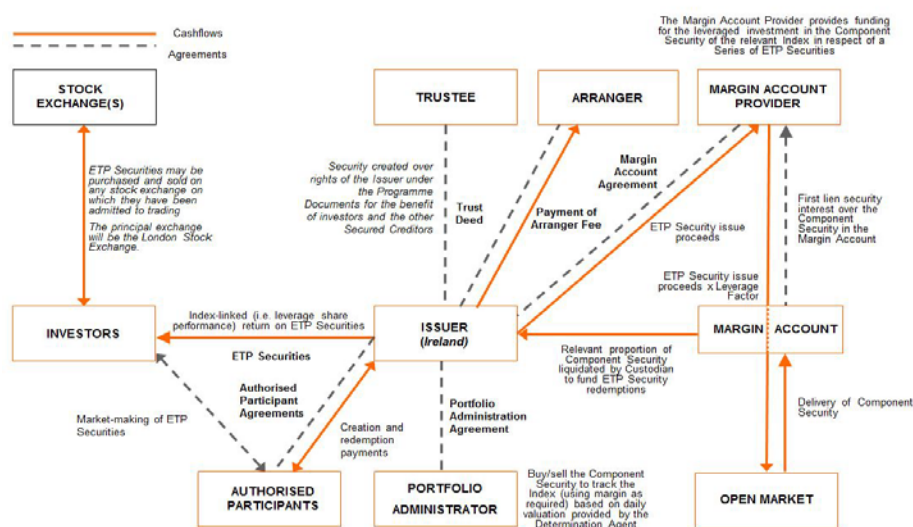 Cashflows
Agreements
The Margin Account Provider provides funding
for the leveraged investment in the Component
Security of the relevant Index in respect of a
Series of ETP Securities
STOCK
EXCHANGE(S)
TRUSTEE
ARRANGER
MARGIN ACCOUNT
PROVIDER
ETP Securities may be
purchased and sold on
any stock exchange on
which they have been
admitted to trading
The principal exchange
will be the London Stock
Exchange.
Security created over
rights of the Issuer under
the Programme
Documents for the benefit
of investors and the other
Secured Creditors
Trust
Deed
Payment of
Arranger Fee
Margin
Account
Agreement
ETP Security issue
proceeds
First lien security
interest over the
Component
Security in the
Margin Account
ETP Security issue
proceeds x Leverage
Factor
INVESTORS
Index-linked (i.e. leverage share
performance) return on ETP Securities
ETP Securities
ISSUER
(Ireland)
MARGIN ACCOUNT
Relevant proportion of
Component Security
liquidated by Custodian
to fund ETP Security
redemptions
Authorised
Participant
Agreements
Market-making of ETP
Securities
Creation and
redemption
payments
Portfolio
Administration
Agreement
Delivery of Component
Security
AUTHORISED
PARTICIPANTS
PORTFOLIO
ADMINISTRATOR
Buy/sell the Component
Security to track the
Index (using margin as
required) based on daily
valuation provided by the
Determination Agent
OPEN MARKET